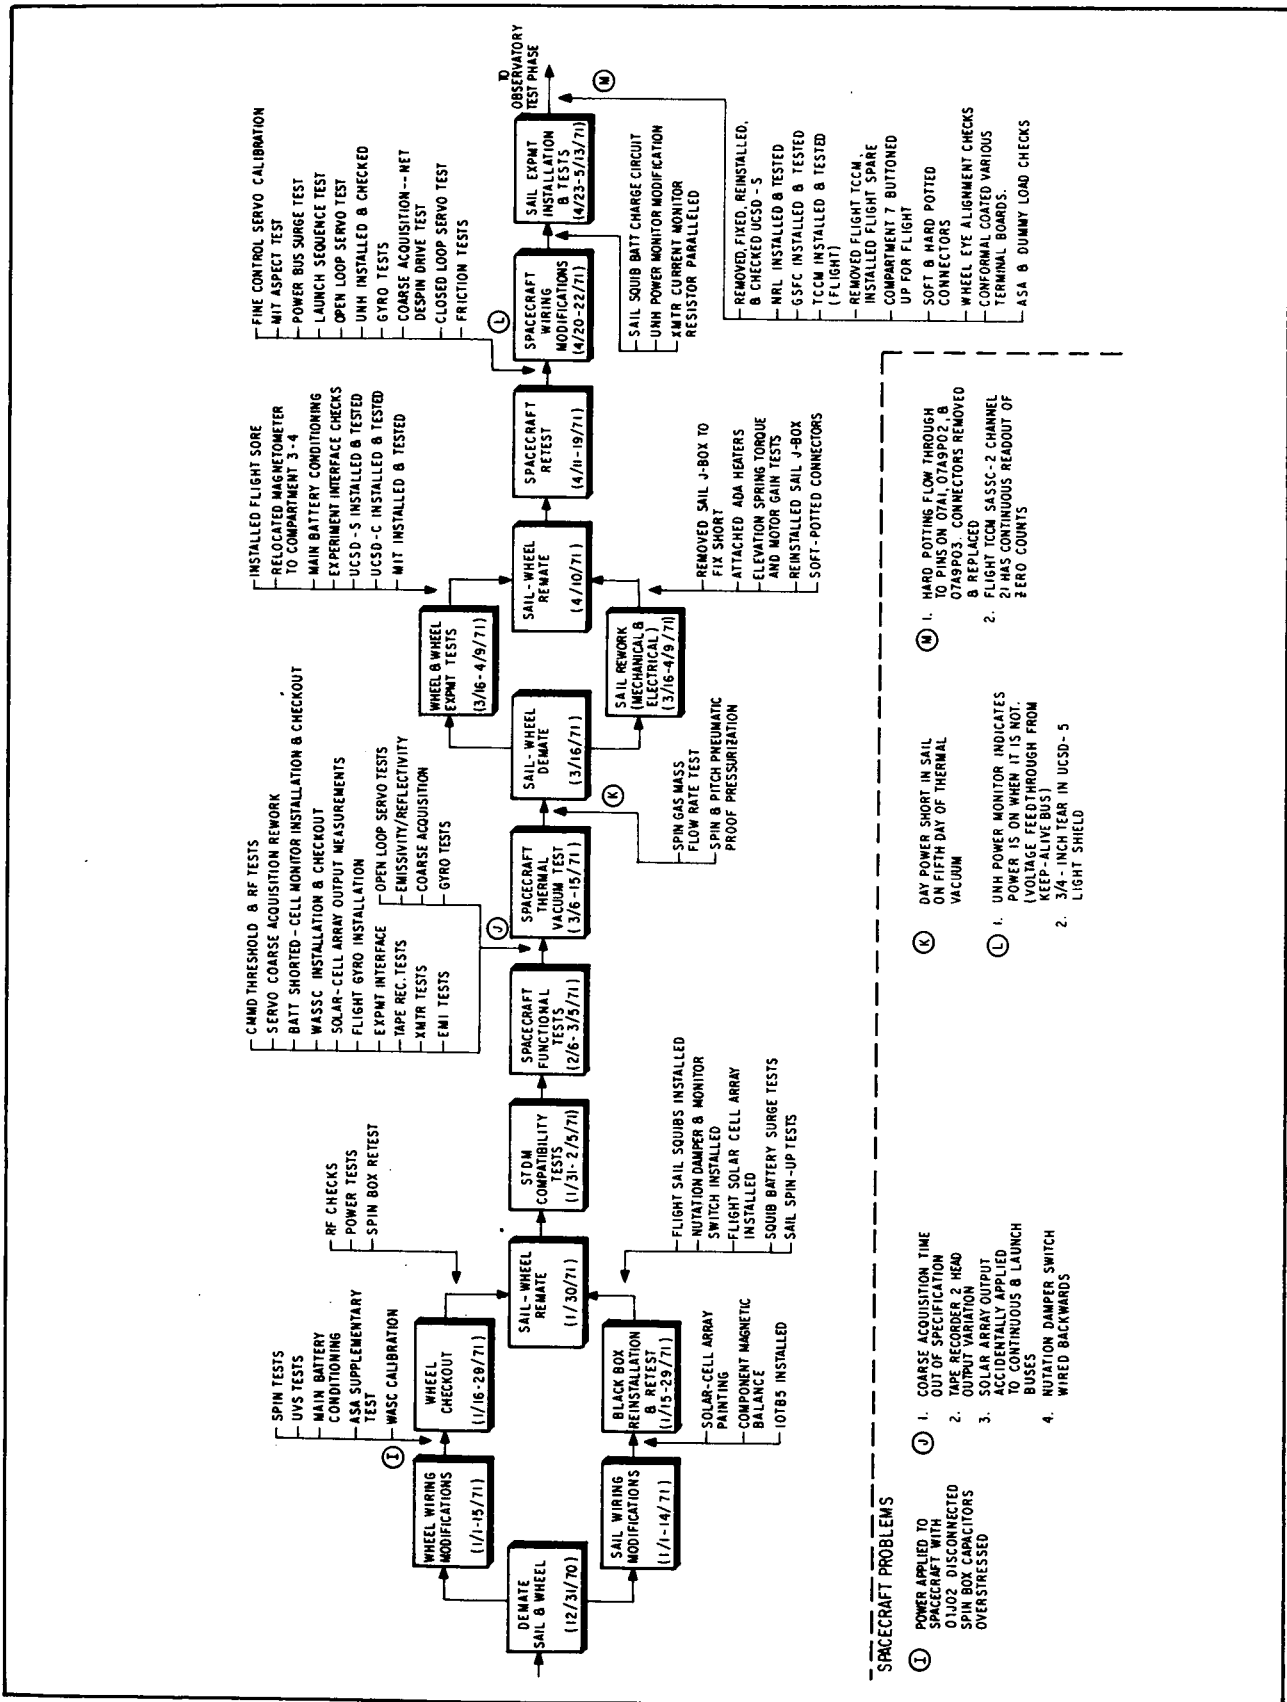 DEMATE
SAIL & WHEEL
(12/31/70)
WHEEL WIRING
MODIFICATIONS
(1/1-15/71)
SAIL WIRING
MODIFICATIONS
(1/1-14/71)
I
SPIN TESTS
UVS TESTS
MAIN BATTERY
CONDITIONING
ASA SUPPLEMENTARY
TEST
WASC CALIBRATION
WHEEL
CHECKOUT
(1/16-29/71)
BLACK BOX
REINSTALLATION
& RETEST
(1/15-29/71)
SOLAR-CELL ARRAY
PAINTING
COMPONENT MAGNETIC
BALANCE
10TB5 INSTALLED
RF CHECKS
POWER TESTS
SPIN BOX RETEST
SAIL-WHEEL
REMATE
(1/30/71)
FLIGHT SAIL SQUIBS INSTALLED
NUTATION DAMPER & MONITOR
SWITCH INSTALLED
FLIGHT SOLAR CELL ARRAY
INSTALLED
SQUIB BATTERY SURGE TESTS
SAIL SPIN-UP TESTS
STDM
COMPATIBILITY
TESTS
(1/31-2/5/71)
SPACECRAFT
FUNCTIONAL
TESTS
(2/6-3/5/71)
CMMD THRESHOLD & RF TESTS
SERVO COARSE ACQUISITION REWORK
BATT SHORTED-CELL MONITOR INSTALLATION & CHECKOUT
WASSC INSTALLATION & CHECKOUT
SOLAR-CELL ARRAY OUTPUT MEASUREMENTS
FLIGHT GYRO INSTALLATION
EXPMT INTERFACE
TAPE REC. TESTS
XMTR TESTS
EMI TESTS
OPEN LOOP SERVO TESTS
EMISSIVITY/REFLECTIVITY
COARSE ACQUISITION
GYRO TESTS
J
SPACECRAFT
THERMAL
VACUUM TEST
(3/6-15/71)
K
SPIN GAS MASS
FLOW RATE TEST
SPIN & PITCH PNEUMATIC
PROOF PRESSURIZATION
SAIL-WHEEL
DEMATE
(3/16/71)
WHEEL & WHEEL
EXPMT TESTS
(3/16-4/9/71)
SAIL REWORK
(MECHANICAL &
ELECTRICAL)
(3/16-4/9/71)
INSTALLED FLIGHT SORE
RELOCATED MAGNETOMETER
TO COMPARTMENT 3-4
MAIN BATTERY CONDITIONING
EXPERIMENT INTERFACE CHECKS
UCSD-S INSTALLED & TESTED
UCSD-C INSTALLED & TESTED
MIT INSTALLED & TESTED
SAIL-WHEEL
REMATE
(4/10/71)
REMOVED SAIL J-BOX TO
FIX SHORT
ATTACHED ADA HEATERS
ELEVATION SPRING TORQUE
AND MOTOR GAIN TESTS
REINSTALLED SAIL J-BOX
SOFT-POTTED CONNECTORS
SPACECRAFT
RETEST
(4/11-19/71)
FINE CONTROL SERVO CALIBRATION
MIT ASPECT TEST
POWER BUS SURGE TEST
LAUNCH SEQUENCE TEST
OPEN LOOP SERVO TEST
UNH INSTALLED & CHECKED
GYRO TESTS
COARSE ACQUISITION--NET
DESPIN DRIVE TEST
CLOSED LOOP SERVO TEST
FRICTION TESTS
L
SPACECRAFT
WIRING
MODIFICATIONS
(4/20-22/71)
SAIL SQUIB BATT CHARGE CIRCUIT
UNH POWER MONITOR MODIFICATION
XMTR CURRENT MONITOR
RESISTOR PARALLELED
SAIL EXPMT
INSTALLATION
& TESTS
(4/23-5/13/71)
TO
OBSERVATORY
TEST PHASE
M
REMOVED, FIXED, REINSTALLED,
& CHECKED UCSD-S
NRL INSTALLED & TESTED
GSFC INSTALLED & TESTED
TCCM INSTALLED & TESTED
(FLIGHT)
REMOVED FLIGHT TCCM,
INSTALLED FLIGHT SPARE
COMPARTMENT 7 BUTTONED
UP FOR FLIGHT
SOFT & HARD POTTED
CONNECTORS
WHEEL EYE ALIGNMENT CHECKS
CONFORMAL COATED VARIOUS
TERMINAL BOARDS.
ASA & DUMMY LOAD CHECKS
SPACECRAFT PROBLEMS
I POWER APPLIED TO
SPACECRAFT WITH
01J02 DISCONNECTED
SPIN BOX CAPACITORS
OVERSTRESSED
J 1. COARSE ACQUISITION TIME
OUT OF SPECIFICATION
2. TAPE RECORDER 2 HEAD
OUTPUT VARIATION
3. SOLAR ARRAY OUTPUT
ACCIDENTALLY APPLIED
TO CONTINUOUS & LAUNCH
BUSES
4. NUTATION DAMPER SWITCH
WIRED BACKWARDS
K DAY POWER SHORT IN SAIL
ON FIFTH DAY OF THERMAL
VACUUM
L 1. UNH POWER MONITOR INDICATES
POWER IS ON WHEN IT IS NOT.
(VOLTAGE FEEDTHROUGH FROM
KEEP-ALIVE BUS)
2. 3/4-INCH TEAR IN UCSD-S
LIGHT SHIELD
M 1. HARD POTTING FLOW THROUGH
TO PINS ON 07A1, 07A9P02, &
07A9P03. CONNECTORS REMOVED
& REPLACED
2. FLIGHT TCCM SASSC-2 CHANNEL
21 HAS CONTINUOUS READOUT OF
ZERO COUNTS